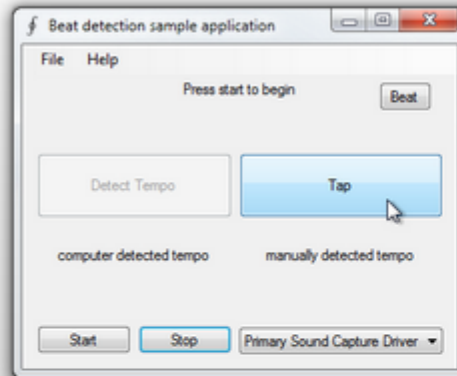 Beat detection sample application
File Help
Press start to begin
Beat
Detect Tempo
Tap
computer detected tempo
manually detected tempo
Start
Stop
Primary Sound Capture Driver